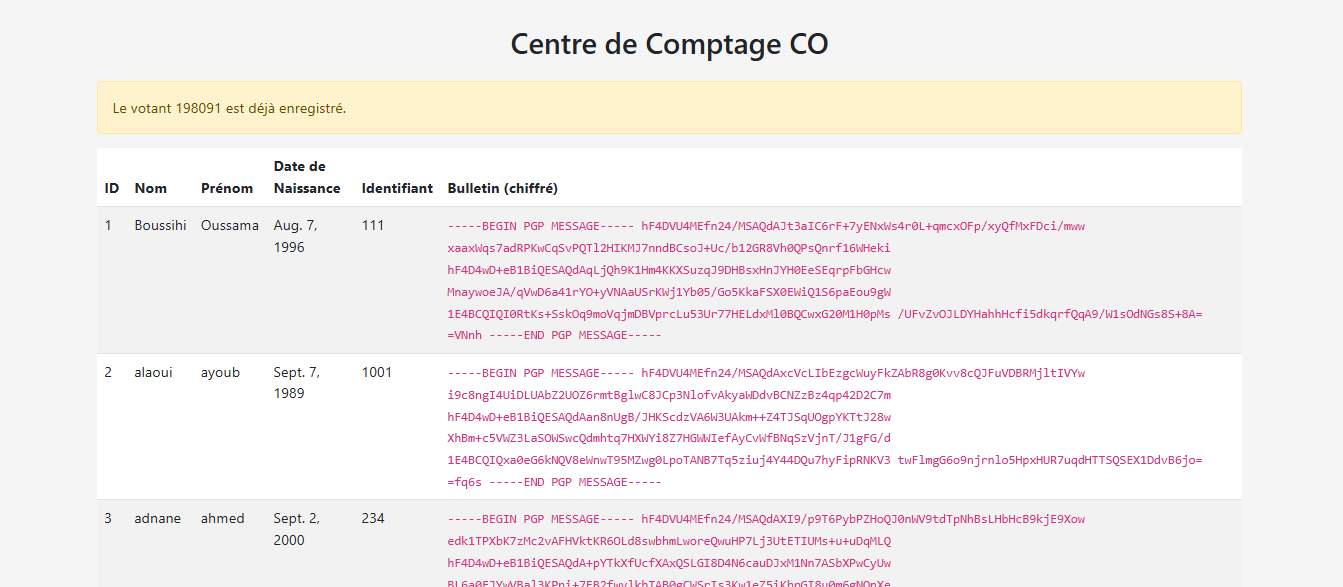 Centre de Comptage CO
Le votant 198091 est déjà enregistré.
ID Nom Prénom Date de Naissance Identifiant Bulletin (chiffré)
1 Boussihi Oussama Aug. 7, 1996 111 -----BEGIN PGP MESSAGE----- hF4DVU4MEfn24/MSAQdAJt3aIC6rF+7yENxWs4r0L+qmcxOFp/xyQfMxFDci/mww
xaaxWqs7adRPKwCqSvPQTl2HIKMJ7nndBCsoJ+Uc/b12GR8Vh0QPsQnrf16WHeki
hF4D4wD+eB1BiQESAQdAqLjQh9K1Hm4KKXSuzqJ9DHBsxHnJYH0EeSEqrpFbGHcw
MnaywoeJA/qVwD6a41rYO+yVNAaUSrKWj1Yb05/Go5KkaFSX0EWiQ1S6paEou9gW
1E4BCQIQI0RtKs+SskOq9moVqjmDBVprcLu53Ur77HELdxMl0BQCwxG20M1H0pMs /UFvZvOJLDYHahhHcfi5dkqrfQqA9/W1sOdNGs8S+8A=
=VNnh -----END PGP MESSAGE-----
2 alaoui ayoub Sept. 7, 1989 1001 -----BEGIN PGP MESSAGE----- hF4DVU4MEfn24/MSAQdAxcVcLIbEzgcWuyFkZAbR8g0Kvv8cQJFuVDBRMjltIVYw
i9c8ngI4UiDLUAbZ2UOZ6rmtBglwC8JCp3NlofvAkyaWDdvBCNZzBz4qp42D2C7m
hF4D4wD+eB1BiQESAQdAan8nUgB/JHKScdzVA6W3UAkm++Z4TJSqUOgpYKTtJ28w
XhBm+c5VWZ3LaSOWSwcQdmhtq7HXWYi8Z7HGWWIefAyCvWfBNqSzVjnT/J1gFG/d
1E4BCQIQxa0eG6kNQV8eWnwT95MZwg0LpoTANB7Tq5ziuj4Y44DQu7hyFipRNKV3 twFlmgG6o9njrnlo5HpxHUR7uqdHTTSQSEX1DdvB6jo=
=fq6s -----END PGP MESSAGE-----
3 adnane ahmed Sept. 2, 2000 234 -----BEGIN PGP MESSAGE----- hF4DVU4MEfn24/MSAQdAXI9/p9T6PybPZHoQJ0nWV9tdTpNhBsLHbHcB9kjE9Xow
edk1TPXbK7zMc2vAFHVktKR6OLd8swbhmLworeQwuHP7Lj3UtETIUMs+u+uDqMLQ
hF4D4wD+eB1BiQESAQdA+pYTkXfUcfXAxQSLGI8D4N6cauDJxM1Nn7ASbXPwCyUw